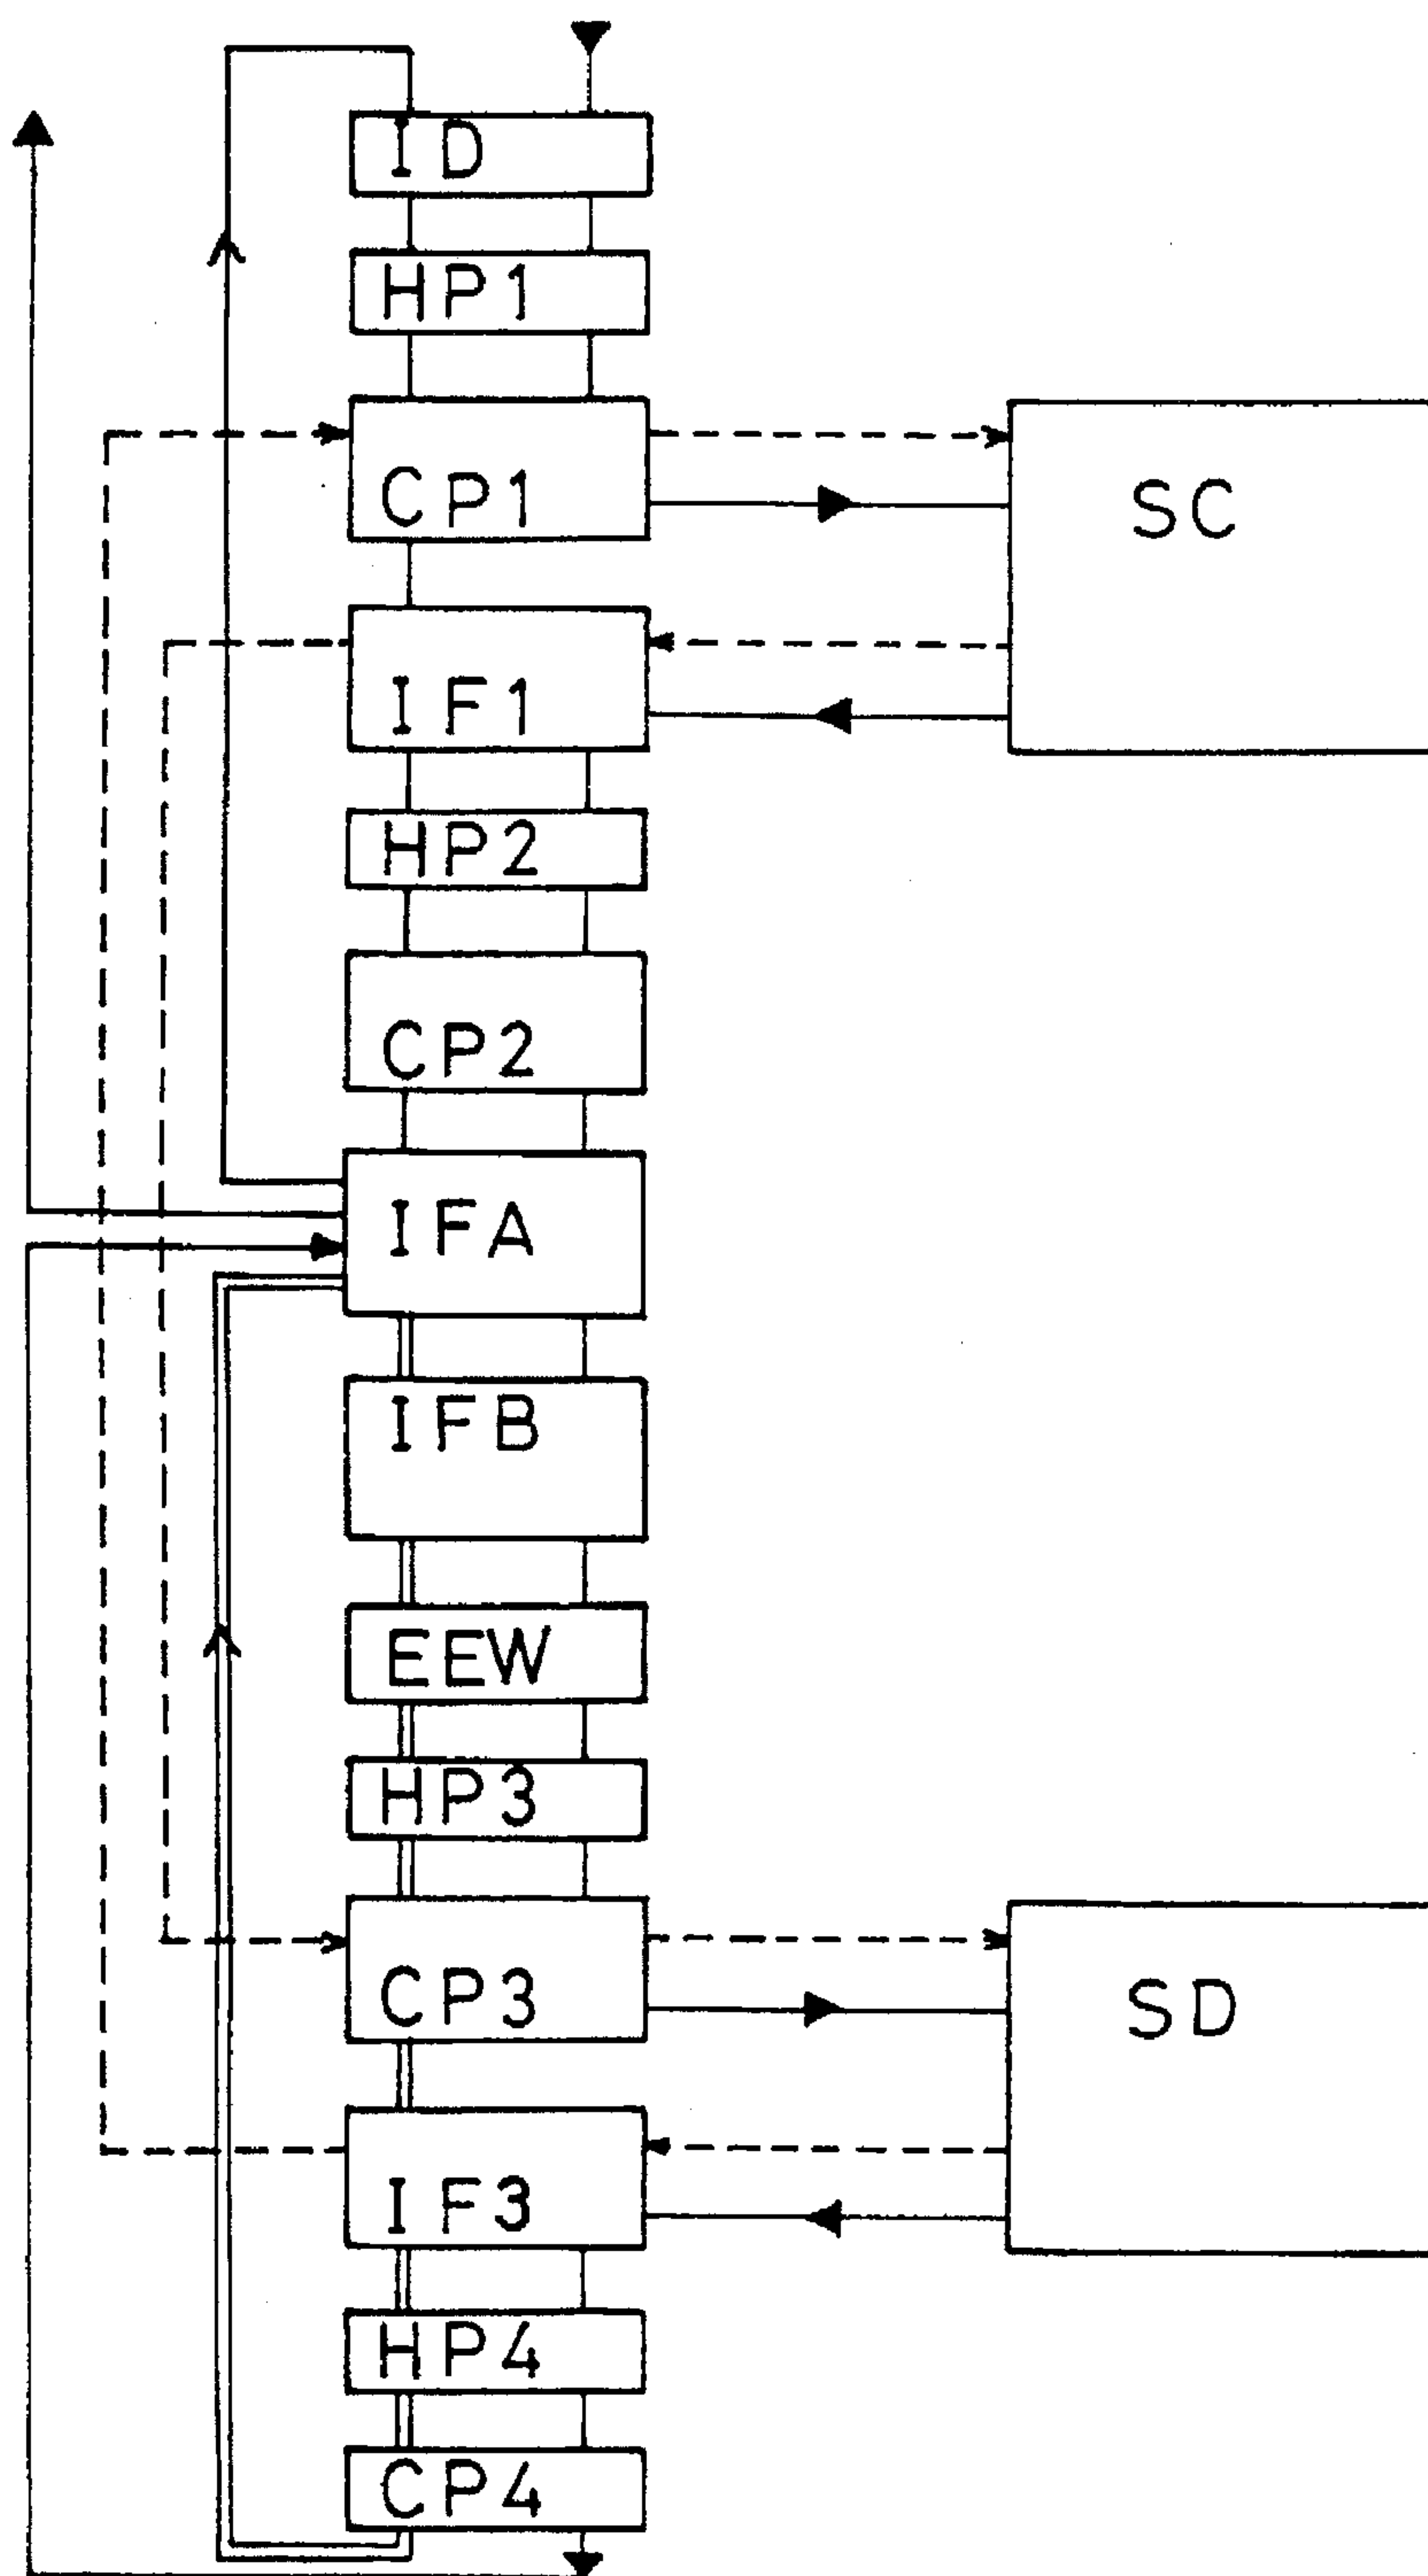 ID
HP1
CP1
SC
IF1
HP2
CP2
IFA
IFB
EEW
HP3
CP3
SD
IF3
HP4
CP4